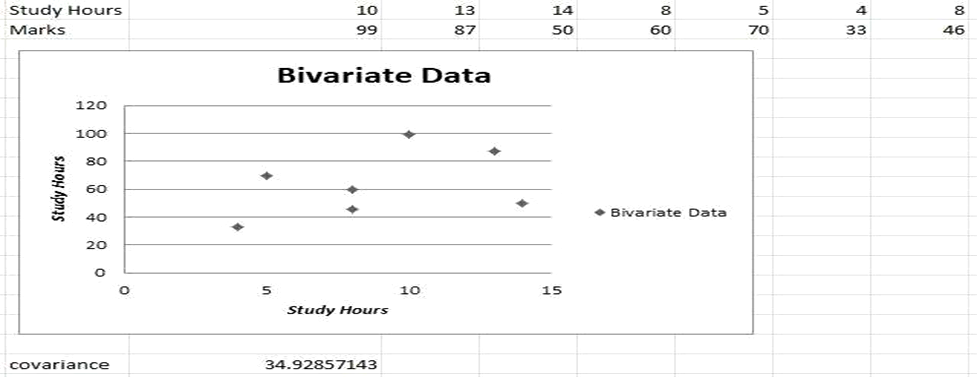 Study Hours 10 13 14 8 5 4 8
Marks 99 87 50 60 70 33 46
Bivariate Data
120
100
80
60
40
20
0
Study Hours
0 5 10 15
Study Hours
Bivariate Data
covariance 34.92857143